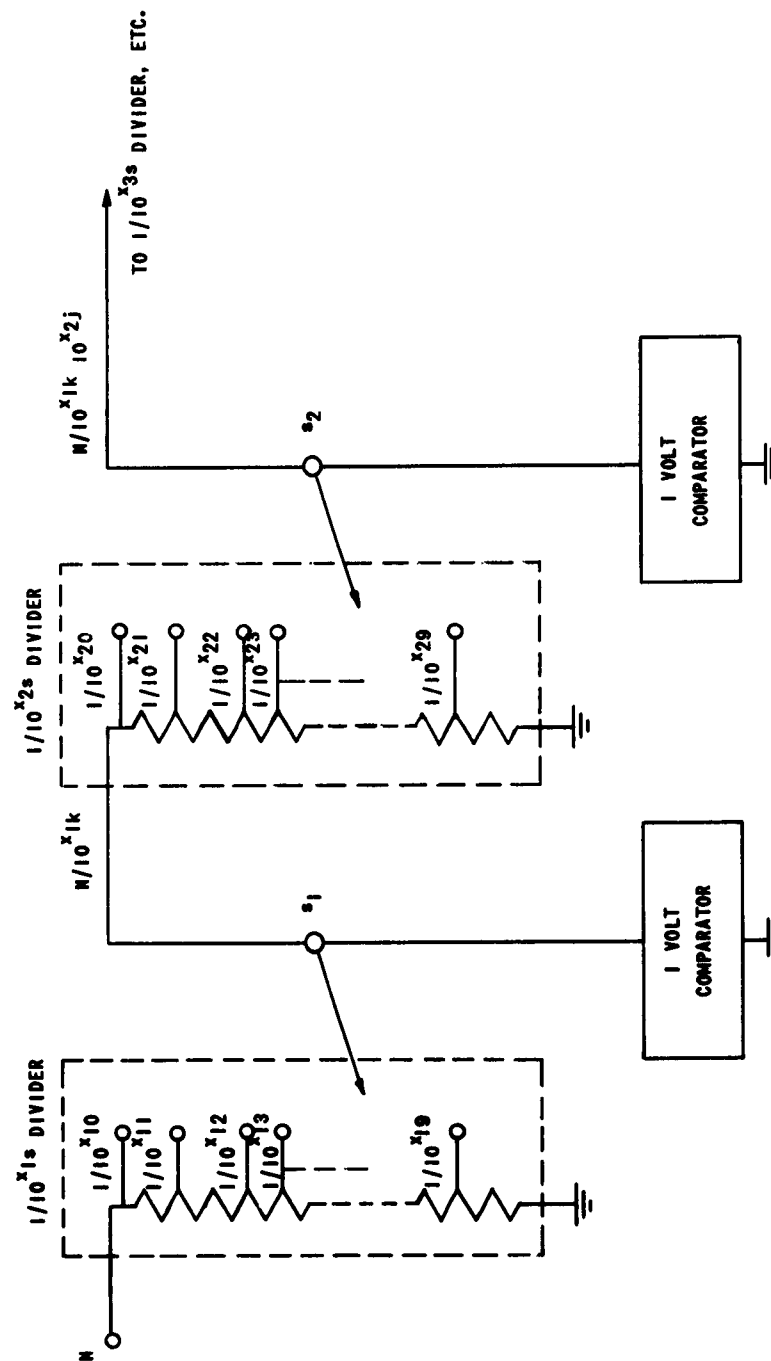 N
1/10^x1s DIVIDER
1/10^x10
1/10^x11
1/10^x12
1/10^x13
1/10^x19
s1
1 VOLT
COMPARATOR
N/10^x1k
1/10^x2s DIVIDER
1/10^x20
1/10^x21
1/10^x22
1/10^x23
1/10^x29
s2
1 VOLT
COMPARATOR
N/10^x1k 10^x2j
TO 1/10^x3s DIVIDER, ETC.